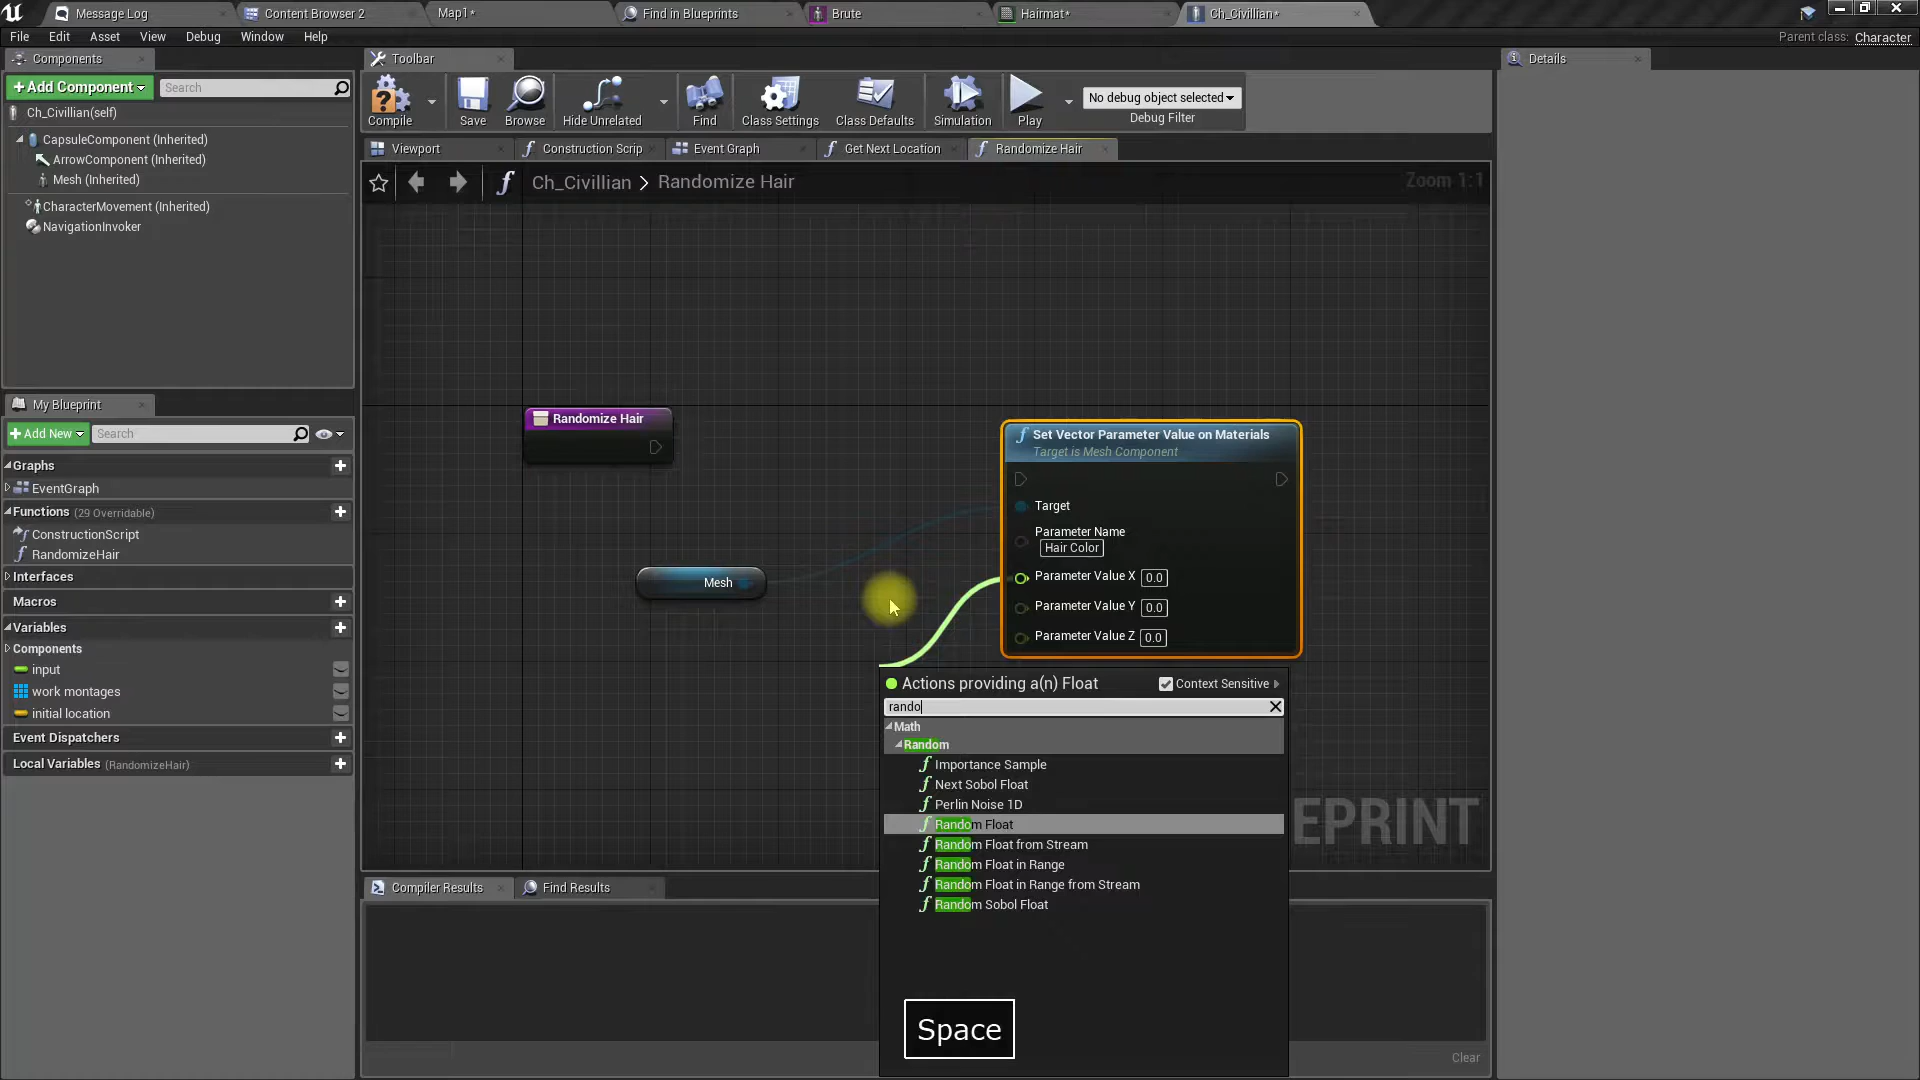 Message Log
Content Browser 2
Map1*
Find in Blueprints
Brute
Hairmat*
Ch_Civillian*
File
Edit
Asset
View
Debug
Window
Help
Parent class: Character
Components
Toolbar
Details
+Add Component
Search
Ch_Civillian(self)
CapsuleComponent (Inherited)
ArrowComponent (Inherited)
Mesh (Inherited)
CharacterMovement (Inherited)
NavigationInvoker
Compile
Save
Browse
Hide Unrelated
Find
Class Settings
Class Defaults
Simulation
Play
No debug object selected
Debug Filter
Viewport
Construction Scrip
Event Graph
Get Next Location
Randomize Hair
Ch_Civillian > Randomize Hair
Zoom 1:1
My Blueprint
+Add New
Search
Graphs
EventGraph
Functions (29 Overridable)
ConstructionScript
RandomizeHair
Interfaces
Macros
Variables
Components
input
work montages
initial location
Event Dispatchers
Local Variables (RandomizeHair)
Randomize Hair
Mesh
Set Vector Parameter Value on Materials
Target is Mesh Component
Target
Parameter Name
Hair Color
Parameter Value X 0.0
Parameter Value Y 0.0
Parameter Value Z 0.0
Actions providing a(n) Float
Context Sensitive
rando
Math
Random
Importance Sample
Next Sobol Float
Perlin Noise 1D
Random Float
Random Float from Stream
Random Float in Range
Random Float in Range from Stream
Random Sobol Float
EPRINT
Compiler Results
Find Results
Space
Clear